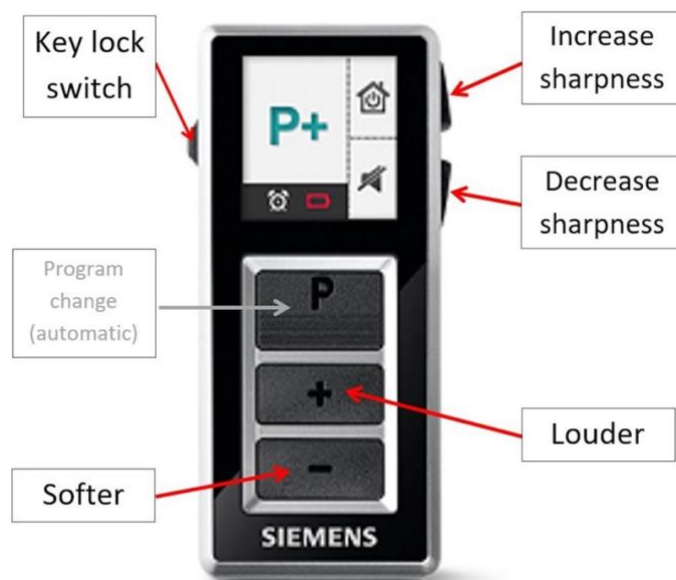 Key lock
switch
Increase
sharpness
P+
Decrease
sharpness
Program
change
(automatic)
P
+
Louder
-
Softer
SIEMENS